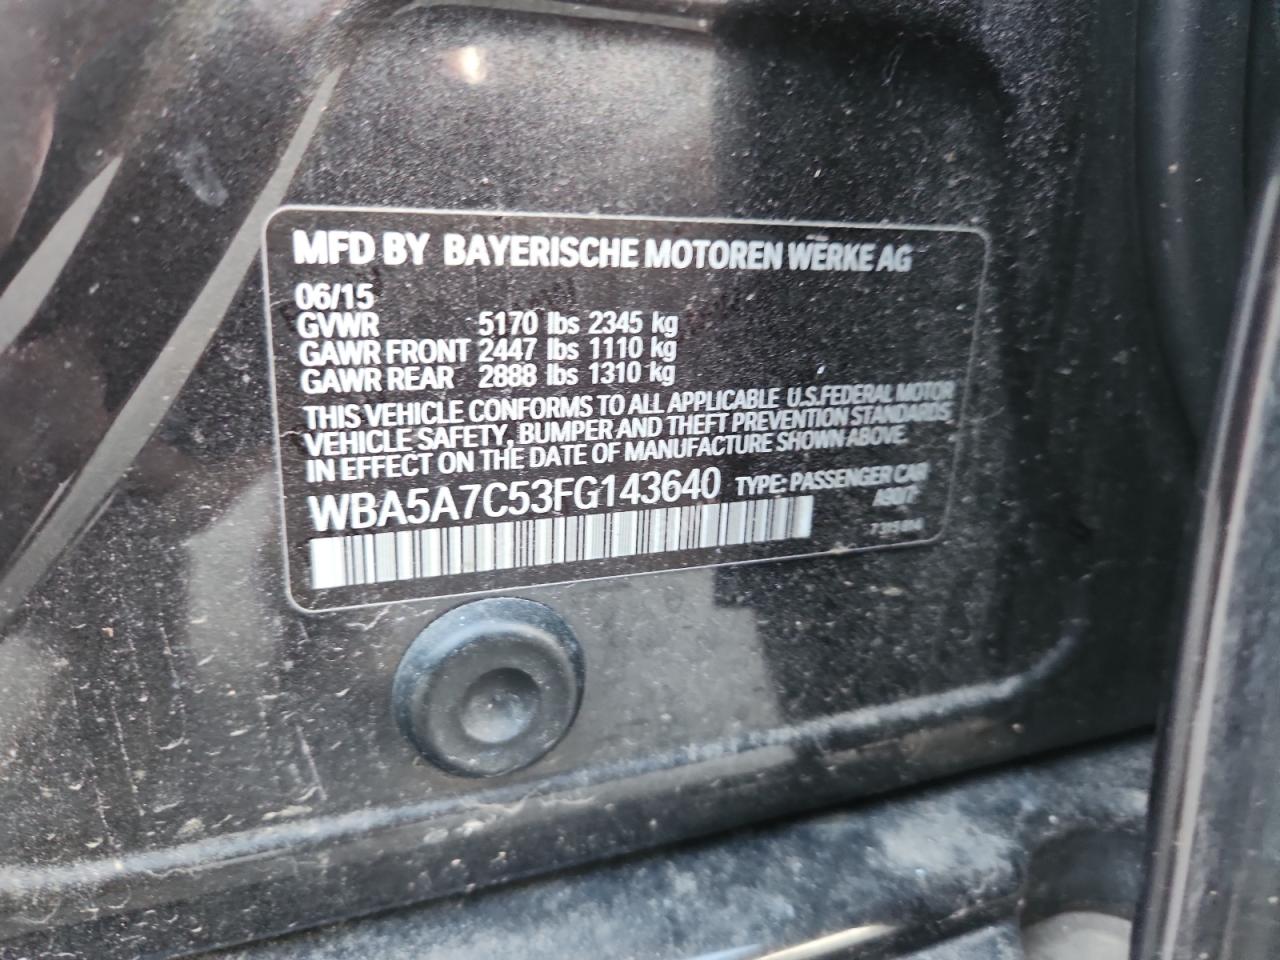 MFD BY BAYERISCHE MOTOREN WERKE AG
06/15
GVWR 5170 lbs 2345 kg
GAWR FRONT 2447 lbs 1110 kg
GAWR REAR 2888 lbs 1310 kg
THIS VEHICLE CONFORMS TO ALL APPLICABLE U.S.FEDERAL MOTOR
VEHICLE SAFETY, BUMPER AND THEFT PREVENTION STANDARDS
IN EFFECT ON THE DATE OF MANUFACTURE SHOWN ABOVE.
WBA5A7C53FG143640 TYPE: PASSENGER CAR